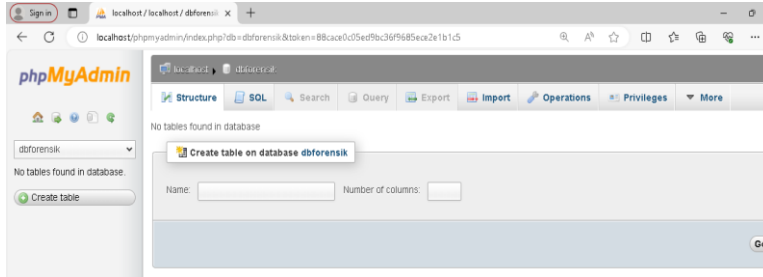 Sign in
localhost / localhost / dbforensik
localhost/phpmyadmin/index.php?db=dbforensik&token=88cace0c05ed9bc36f9685ece2e1b1c5
phpMyAdmin
localhost
dbforensik
Structure SQL Search Query Export Import Operations Privileges More
No tables found in database
dbforensik
Create table on database dbforensik
No tables found in database.
Create table
Name:
Number of columns: